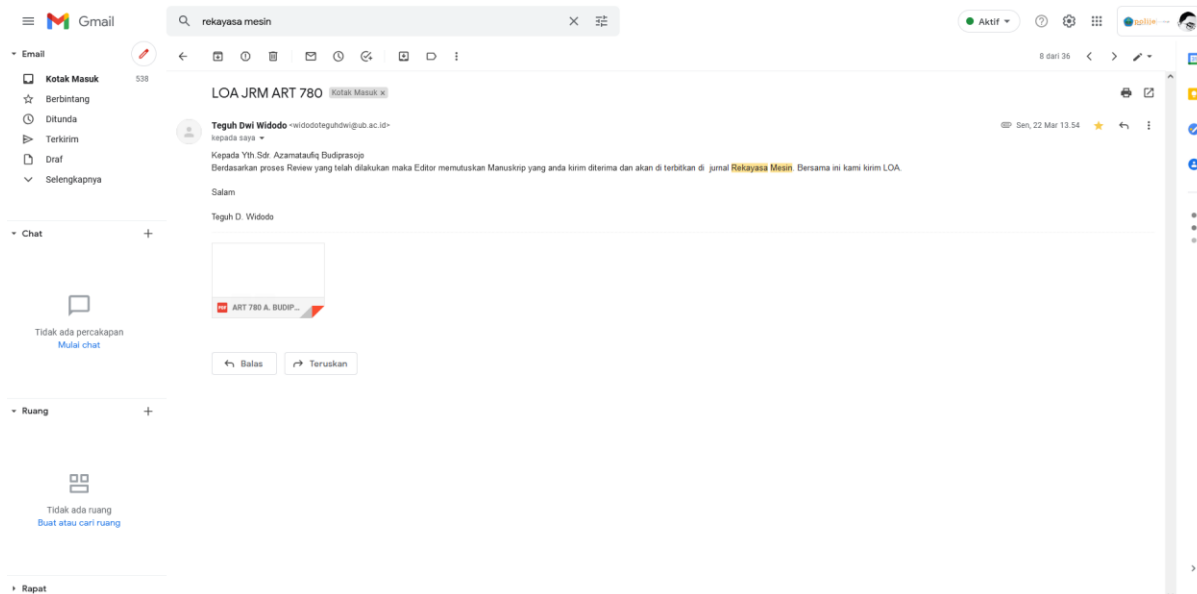 Gmail
rekayasa mesin
Aktif
Email
Kotak Masuk 538
Berbintang
Ditunda
Terkirim
Draf
Selengkapnya
8 dari 36
LOA JRM ART 780 Kotak Masuk x
Teguh Dwi Widodo <widodoteguhdwi@ub.ac.id>
Sen, 22 Mar 13.54
kepada saya
Kepada Yth.Sdr. Azamataufiq Budiprasojo
Berdasarkan proses Review yang telah dilakukan maka Editor memutuskan Manuskrip yang anda kirim diterima dan akan di terbitkan di jurnal Rekayasa Mesin. Bersama ini kami kirim LOA.
Salam
Teguh D. Widodo
PDF ART 780 A. BUDIP...
Balas
Teruskan
Chat
Tidak ada percakapan
Mulai chat
Ruang
Tidak ada ruang
Buat atau cari ruang
Rapat